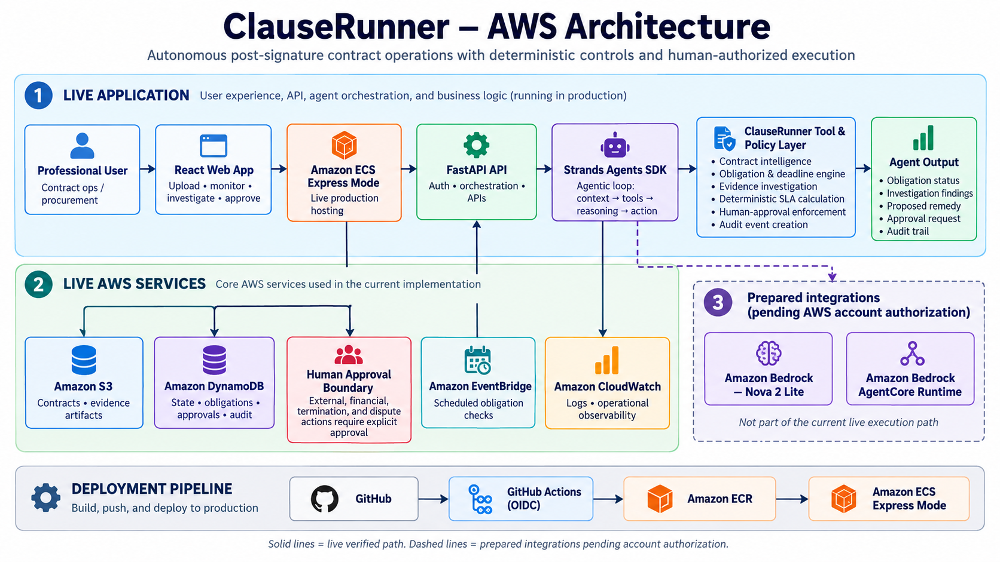 ClauseRunner – AWS Architecture
Autonomous post-signature contract operations with deterministic controls and human-authorized execution
1
LIVE APPLICATION
User experience, API, agent orchestration, and business logic (running in production)
Professional User
Contract ops /
procurement
React Web App
Upload • monitor •
investigate • approve
Amazon ECS
Express Mode
Live production
hosting
FastAPI API
Auth • orchestration •
APIs
Strands Agents SDK
Agentic loop:
context → tools →
reasoning → action
ClauseRunner Tool &
Policy Layer
• Contract intelligence
• Obligation & deadline engine
• Evidence investigation
• Deterministic SLA calculation
• Human-approval enforcement
• Audit event creation
Agent Output
• Obligation status
• Investigation findings
• Proposed remedy
• Approval request
• Audit trail
2
LIVE AWS SERVICES
Core AWS services used in the current implementation
Amazon S3
Contracts • evidence
artifacts
Amazon DynamoDB
State • obligations •
approvals • audit
Human Approval
Boundary
External, financial,
termination, and dispute
actions require explicit
approval
Amazon EventBridge
Scheduled obligation
checks
Amazon CloudWatch
Logs • operational
observability
3
Prepared integrations
(pending AWS account authorization)
Amazon Bedrock
— Nova 2 Lite
Amazon Bedrock
AgentCore Runtime
Not part of the current live execution path
DEPLOYMENT PIPELINE
Build, push, and deploy to production
GitHub
GitHub Actions
(OIDC)
Amazon ECR
Amazon ECS
Express Mode
Solid lines = live verified path. Dashed lines = prepared integrations pending account authorization.